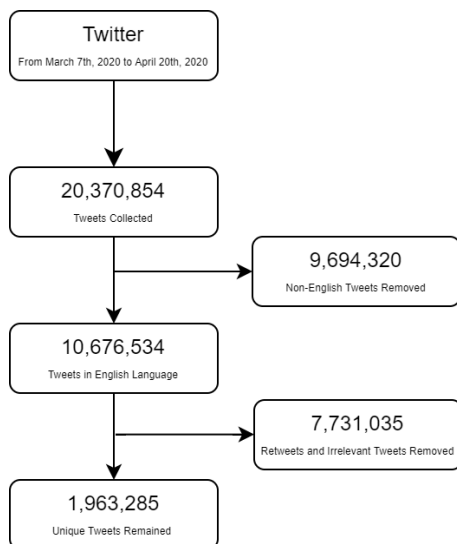 Twitter
From March 7th, 2020 to April 20th, 2020
20,370,854
Tweets Collected
9,694,320
Non-English Tweets Removed
10,676,534
Tweets in English Language
7,731,035
Retweets and Irrelevant Tweets Removed
1,963,285
Unique Tweets Remained